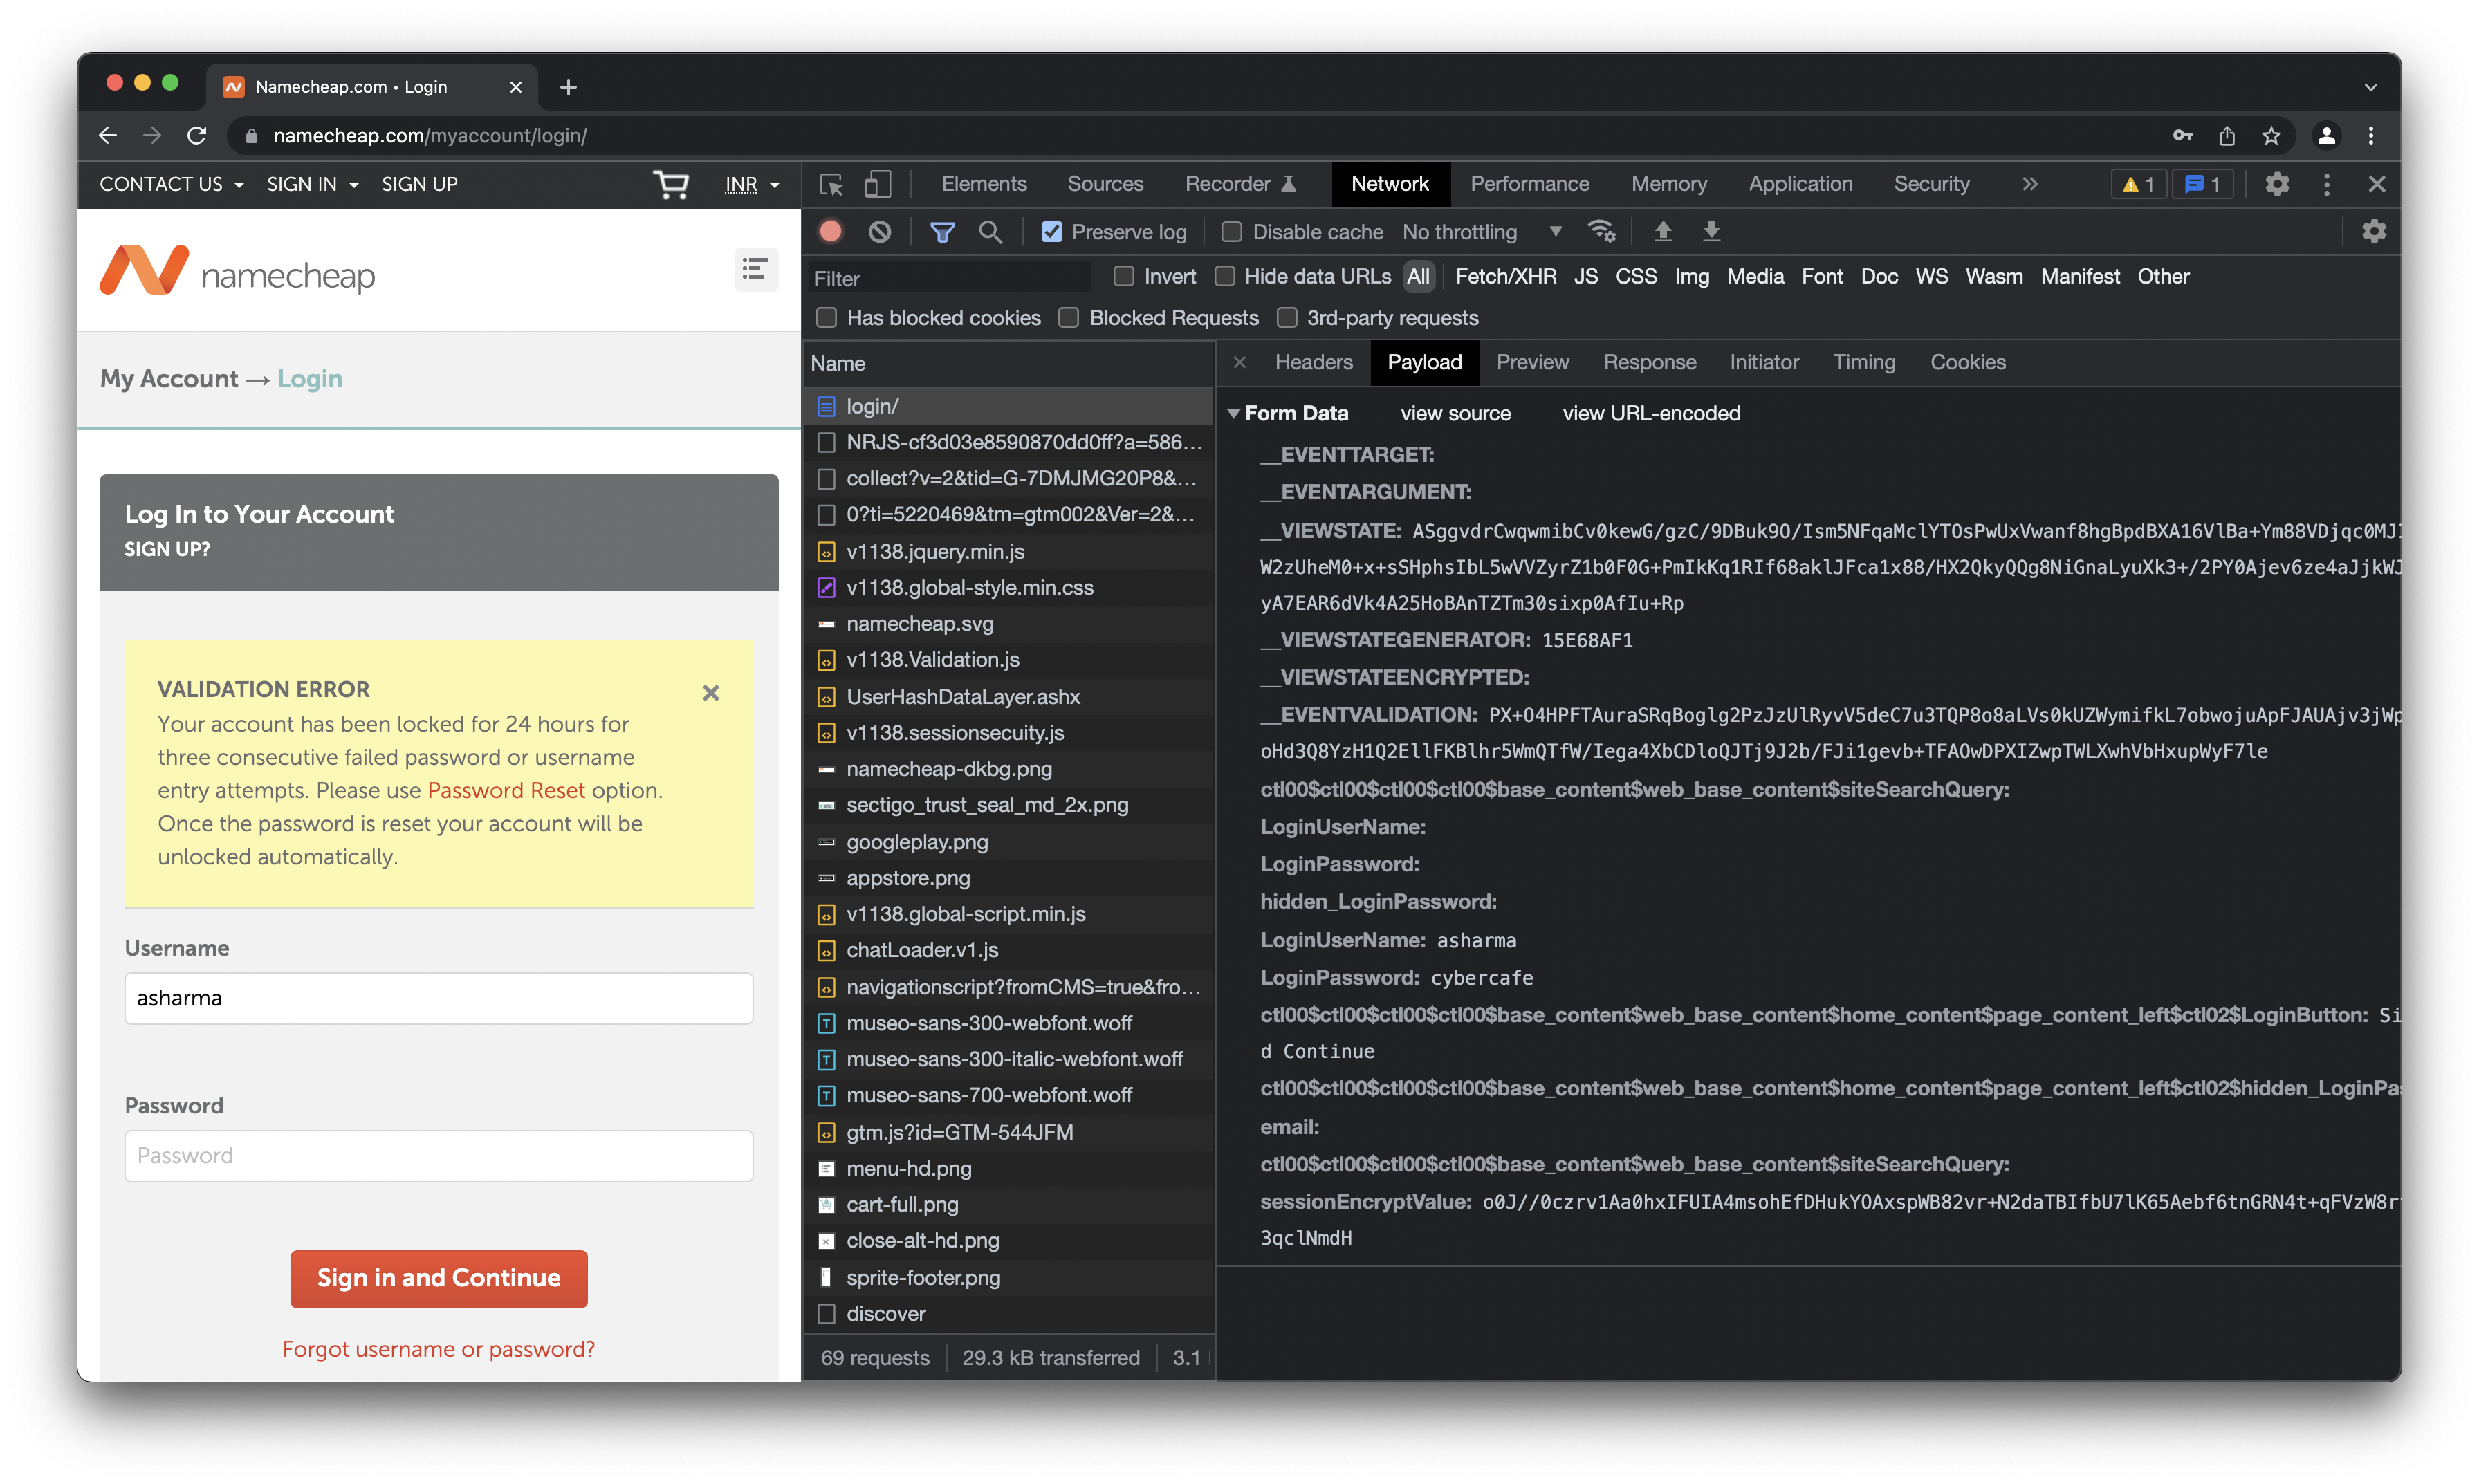 Namecheap.com • Login
namecheap.com/myaccount/login/
CONTACT US SIGN IN SIGN UP INR
namecheap
My Account → Login
Log In to Your Account
SIGN UP?
VALIDATION ERROR
Your account has been locked for 24 hours for
three consecutive failed password or username
entry attempts. Please use Password Reset option.
Once the password is reset your account will be
unlocked automatically.
Username
asharma
Password
Password
Sign in and Continue
Forgot username or password?
Elements Sources Recorder Network Performance Memory Application Security 1 1
Preserve log Disable cache No throttling
Filter Invert Hide data URLs All Fetch/XHR JS CSS Img Media Font Doc WS Wasm Manifest Other
Has blocked cookies Blocked Requests 3rd-party requests
Name
login/
NRJS-cf3d03e8590870dd0ff?a=586…
collect?v=2&tid=G-7DMJMG20P8&…
0?ti=5220469&tm=gtm002&Ver=2&…
v1138.jquery.min.js
v1138.global-style.min.css
namecheap.svg
v1138.Validation.js
UserHashDataLayer.ashx
v1138.sessionsecuity.js
namecheap-dkbg.png
sectigo_trust_seal_md_2x.png
googleplay.png
appstore.png
v1138.global-script.min.js
chatLoader.v1.js
navigationscript?fromCMS=true&fro…
museo-sans-300-webfont.woff
museo-sans-300-italic-webfont.woff
museo-sans-700-webfont.woff
gtm.js?id=GTM-544JFM
menu-hd.png
cart-full.png
close-alt-hd.png
sprite-footer.png
discover
69 requests 29.3 kB transferred 3.1
Headers Payload Preview Response Initiator Timing Cookies
Form Data view source view URL-encoded
__EVENTTARGET:
__EVENTARGUMENT:
__VIEWSTATE: ASggvdrCwqwmibCv0kewG/gzC/9DBuk9O/Ism5NFqaMclYTOsPwUxVwanf8hgBpdBXA16VlBa+Ym88VDjqc0MJ
W2zUheM0+x+sSHphsIbL5wVVZyrZ1b0F0G+PmIkKq1RIf68aklJFca1x88/HX2QkyQQg8NiGnaLyuXk3+/2PY0Ajev6ze4aJjkWJ
yA7EAR6dVk4A25HoBAnTZTm30sixp0AfIu+Rp
__VIEWSTATEGENERATOR: 15E68AF1
__VIEWSTATEENCRYPTED:
__EVENTVALIDATION: PX+O4HPFTAuraSRqBoglg2PzJzUlRyvV5deC7u3TQP8o8aLVs0kUZWymifkL7obwojuApFJAUAjv3jWp
oHd3Q8YzH1Q2EllFKBlhr5WmQTfW/Iega4XbCDloQJTj9J2b/FJi1gevb+TFAOwDPXIZwpTWLXwhVbHxupWyF7le
ctl00$ctl00$ctl00$ctl00$base_content$web_base_content$siteSearchQuery:
LoginUserName:
LoginPassword:
hidden_LoginPassword:
LoginUserName: asharma
LoginPassword: cybercafe
ctl00$ctl00$ctl00$ctl00$base_content$web_base_content$home_content$page_content_left$ctl02$LoginButton: Si
d Continue
ctl00$ctl00$ctl00$ctl00$base_content$web_base_content$home_content$page_content_left$ctl02$hidden_LoginPa
email:
ctl00$ctl00$ctl00$ctl00$base_content$web_base_content$siteSearchQuery:
sessionEncryptValue: o0J//0czrv1Aa0hxIFUIA4msohEfDHukYOAxspWB82vr+N2daTBIfbU7lK65Aebf6tnGRN4t+qFVzW8r
3qclNmdH